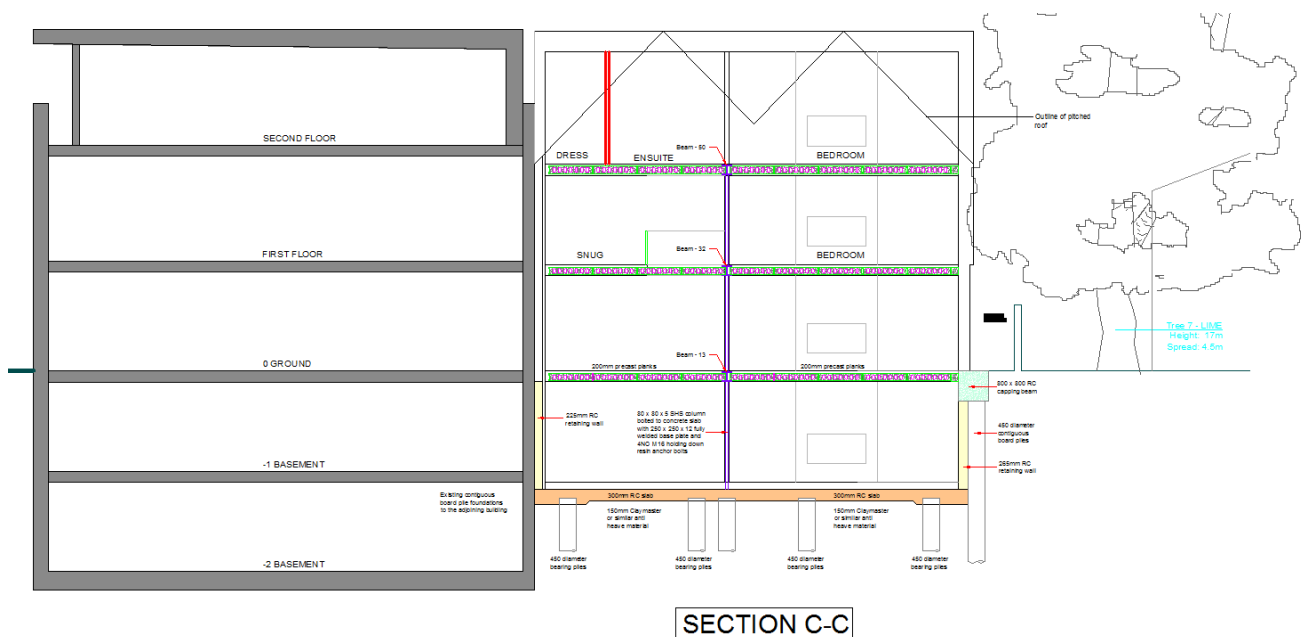 SECOND FLOOR
FIRST FLOOR
0 GROUND
-1 BASEMENT
-2 BASEMENT
Existing contiguous
board pile foundations
to the adjoining building
DRESS
ENSUITE
Beam - 50
BEDROOM
Outline of pitched
roof
SNUG
Beam - 32
BEDROOM
Beam - 13
200mm precast planks
200mm precast planks
225mm RC
retaining wall
80 x 80 x 5 SHS column
bolted to concrete slab
with 250 x 250 x 12 fully
welded base plate and
4NO M16 holding down
resin anchor bolts
Tree 7 - LIME
Height: 17m
Spread: 4.6m
800 x 800 RC
capping beam
450 diameter
contiguous
board piles
265mm RC
retaining wall
300mm RC slab
300mm RC slab
150mm Claymaster
or similar anti
heave material
150mm Claymaster
or similar anti
heave material
450 diameter
bearing piles
450 diameter
bearing piles
450 diameter
bearing piles
450 diameter
bearing piles
SECTION C-C